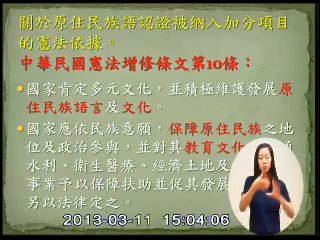 關於原住民族語認證被納入加分項目
的憲法依據。
中華民國憲法增修條文第10條：
國家肯定多元文化，並積極維護發展原
住民族語言及文化。
國家應依民族意願，保障原住民族之地
位及政治參與，並對其教育文化
水利、衛生醫療、經濟土地及
事業予以保障扶助並促其發展
另以法律定之。
2013-03-11 15:04:06